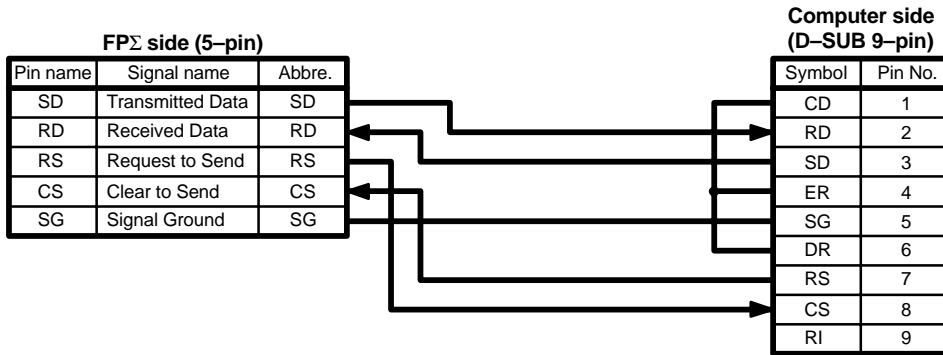 FPΣ side (5–pin)
Pin name Signal name Abbre.
SD Transmitted Data SD
RD Received Data RD
RS Request to Send RS
CS Clear to Send CS
SG Signal Ground SG
Computer side
(D–SUB 9–pin)
Symbol Pin No.
CD 1
RD 2
SD 3
ER 4
SG 5
DR 6
RS 7
CS 8
RI 9